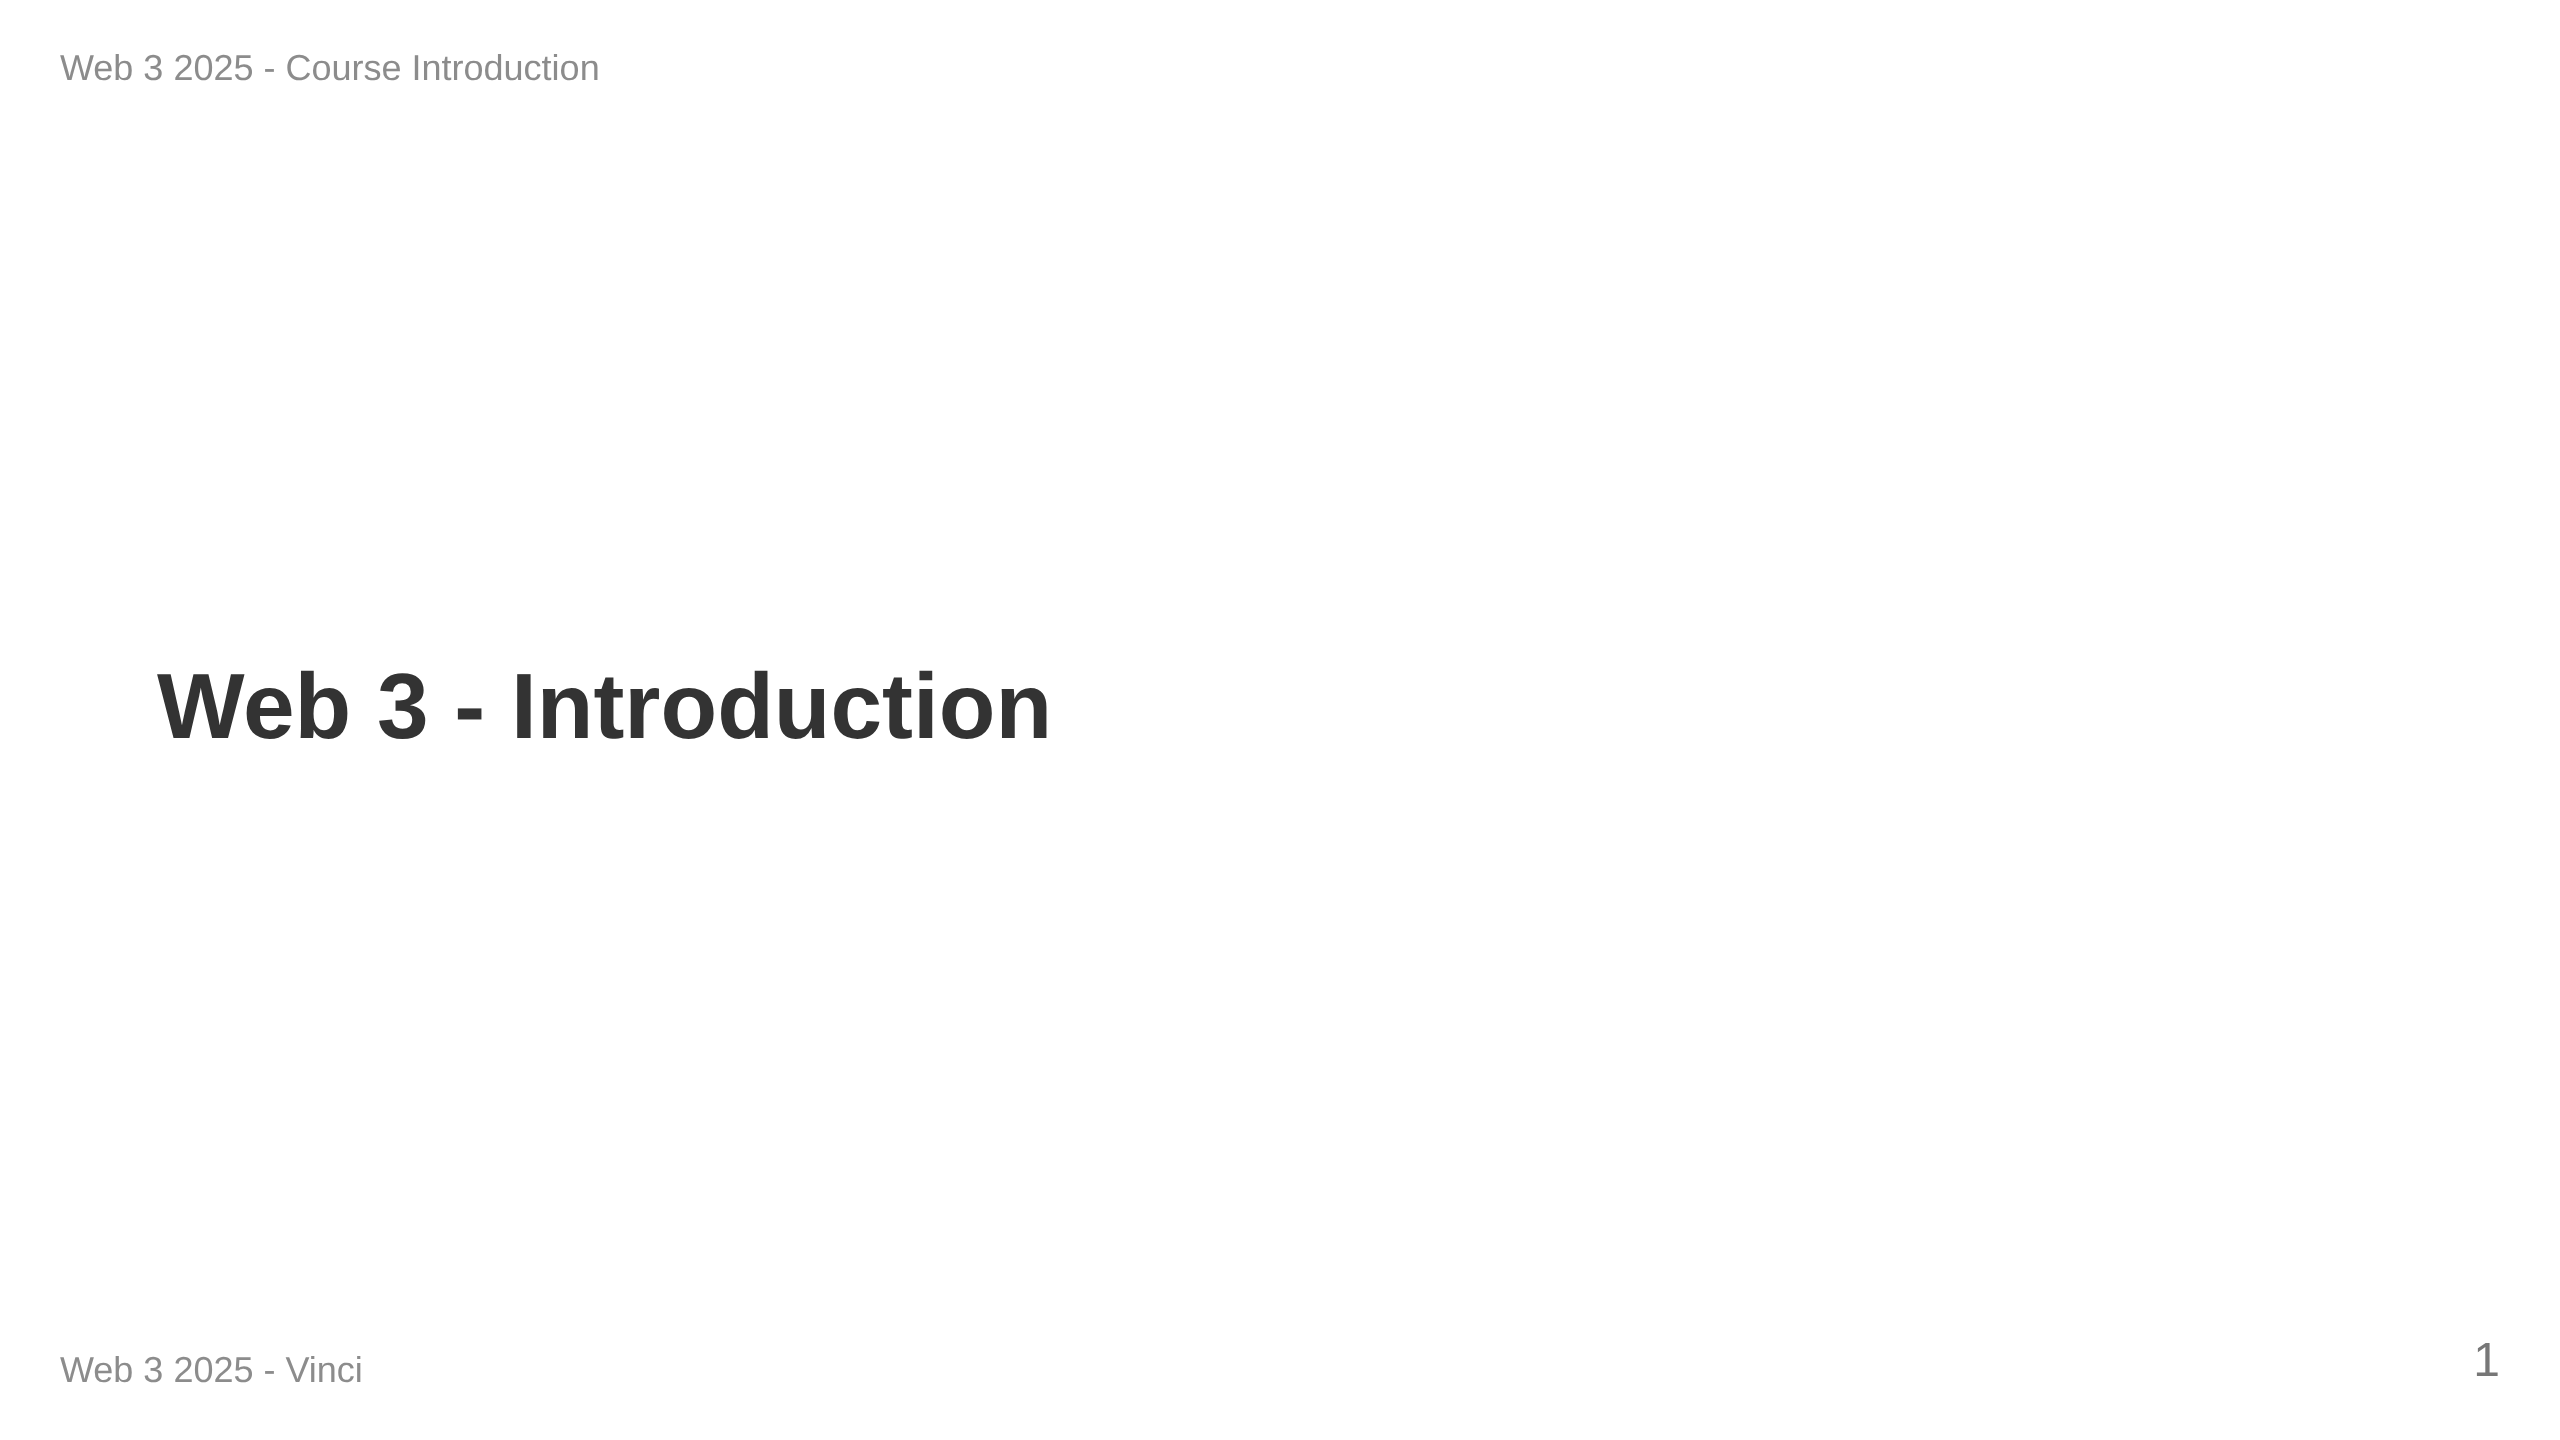 Web 3 2025 - Course Introduction
Web 3 - Introduction
Web 3 2025 - Vinci
1